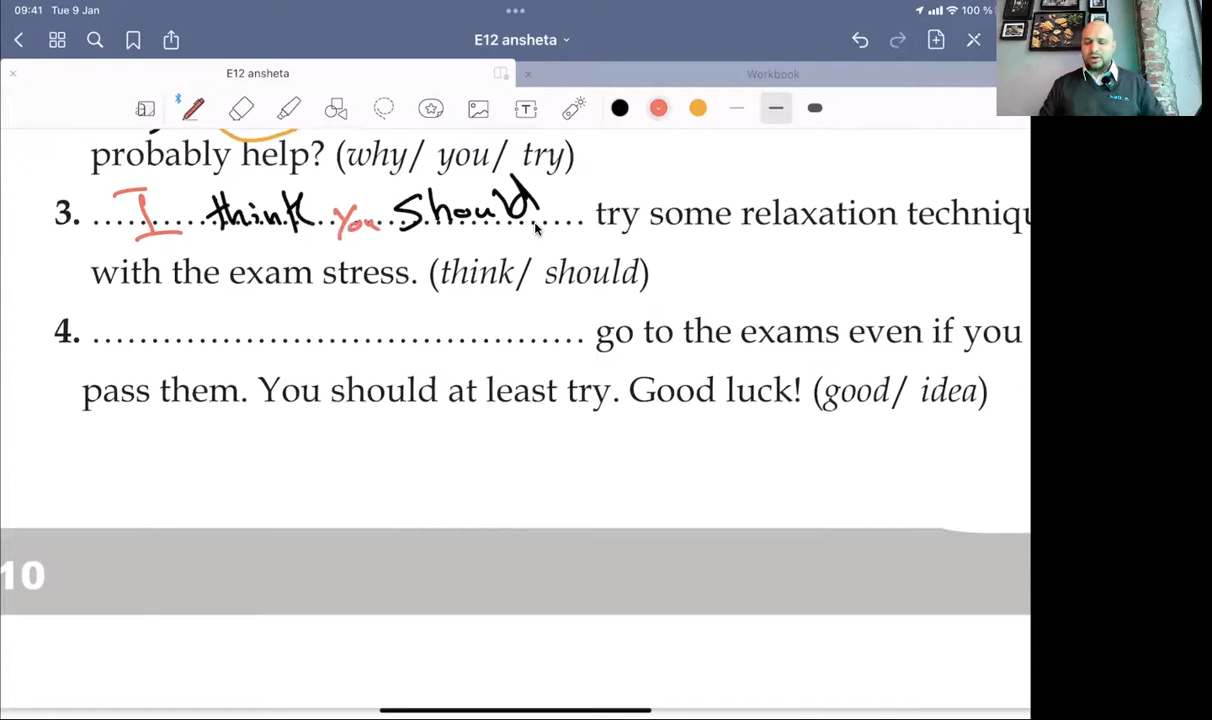 09:41 Tue 9 Jan
100 %
E12 ansheta
E12 ansheta
Workbook
probably help? (why/ you/ try)
3. I think you should try some relaxation techniqu
with the exam stress. (think/ should)
4. ........................................ go to the exams even if you
pass them. You should at least try. Good luck! (good/ idea)
10